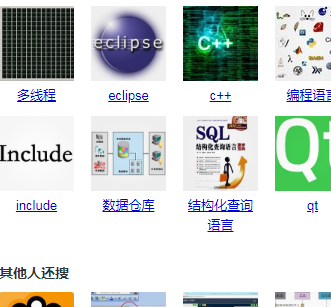 eclipse
C++
多线程
eclipse
c++
编程语言
Include
SQL
结构化查询语言
Qt
include
数据仓库
结构化查询
语言
qt
其他人还搜